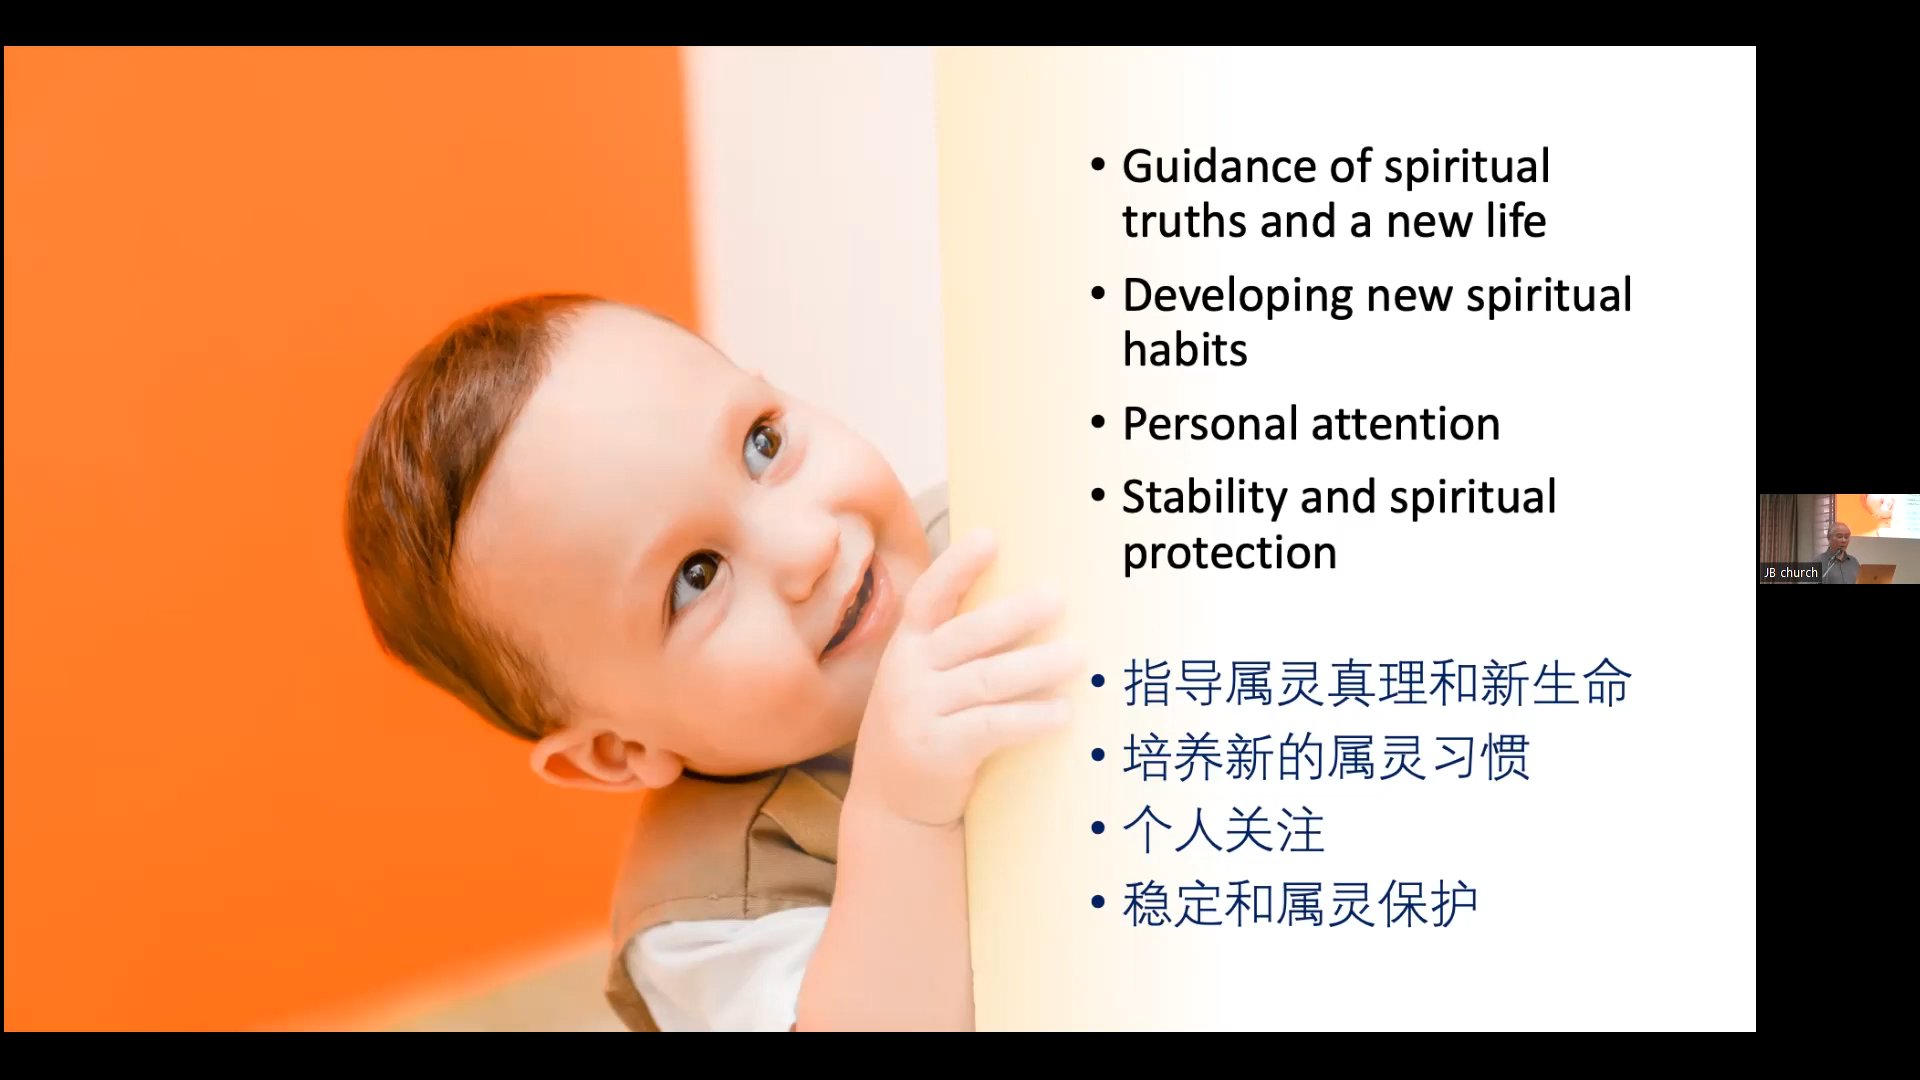 • Guidance of spiritual
truths and a new life
• Developing new spiritual
habits
• Personal attention
• Stability and spiritual
protection
• 指导属灵真理和新生命
• 培养新的属灵习惯
• 个人关注
• 稳定和属灵保护
JB church